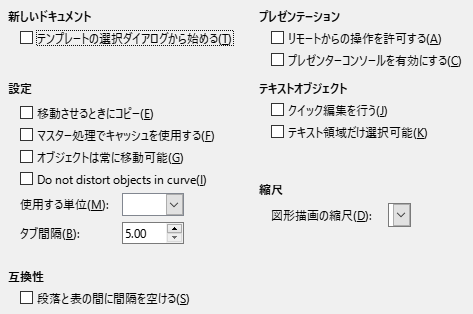 新しいドキュメント
テンプレートの選択ダイアログから始める(T)
設定
移動させるときにコピー(E)
マスター処理でキャッシュを使用する(F)
オブジェクトは常に移動可能(G)
Do not distort objects in curve(I)
使用する単位(M):
タブ間隔(B): 5.00
互換性
段落と表の間に間隔を空ける(S)
プレゼンテーション
リモートからの操作を許可する(A)
プレゼンターコンソールを有効にする(C)
テキストオブジェクト
クイック編集を行う(J)
テキスト領域だけ選択可能(K)
縮尺
図形描画の縮尺(D):